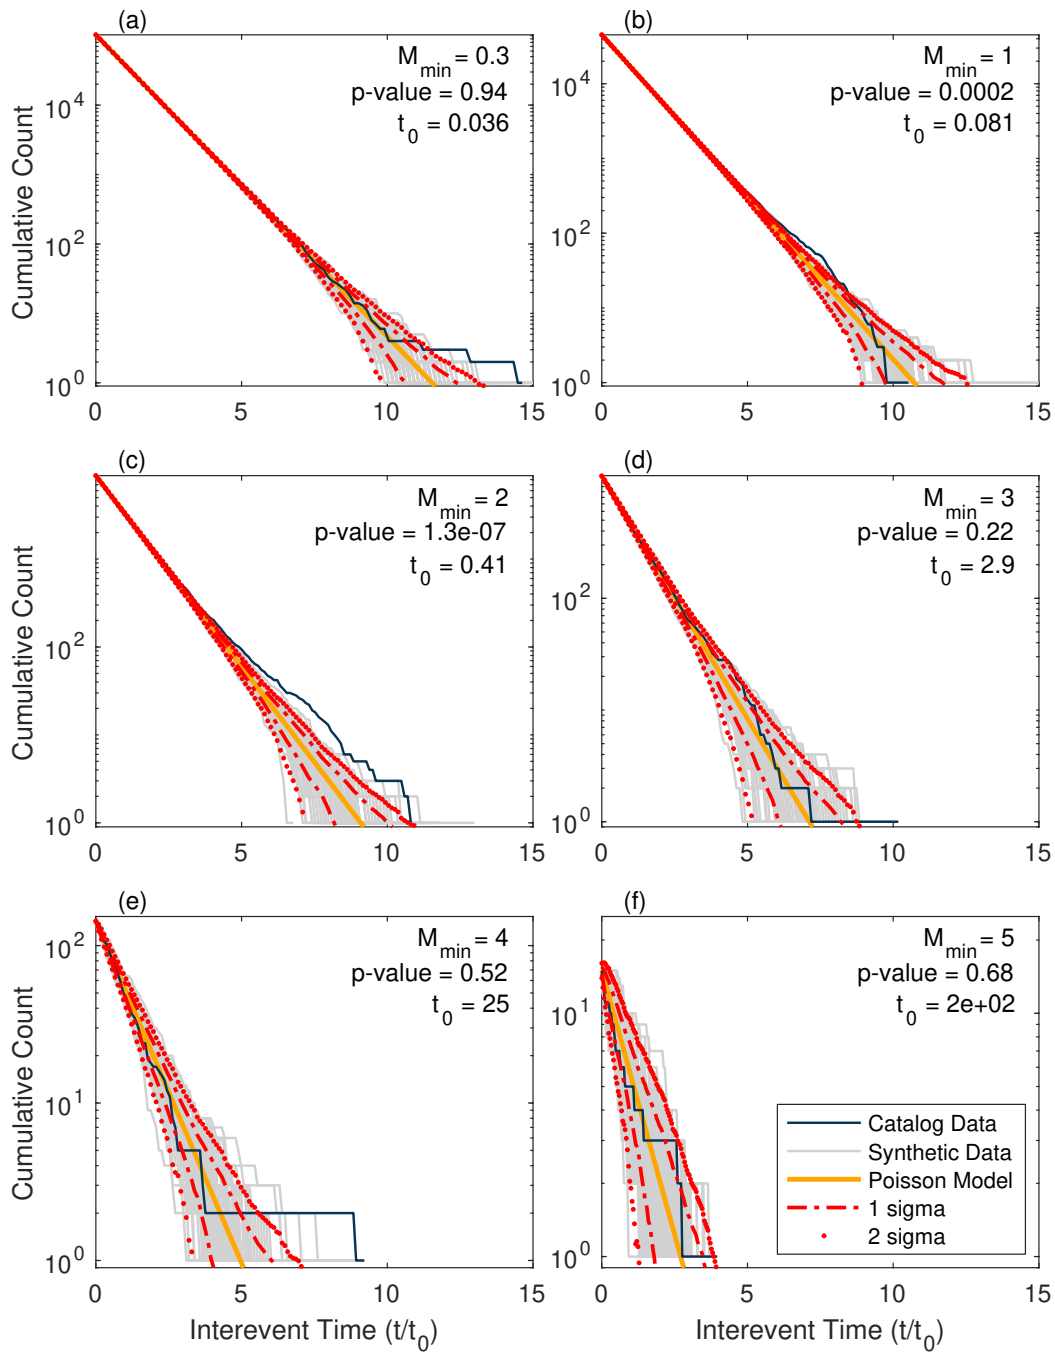 (a)
M_min = 0.3
p-value = 0.94
t_0 = 0.036
Cumulative Count
10^4
10^2
10^0
0 5 10 15
(b)
M_min = 1
p-value = 0.0002
t_0 = 0.081
10^4
10^2
10^0
0 5 10 15
(c)
M_min = 2
p-value = 1.3e-07
t_0 = 0.41
Cumulative Count
10^2
10^0
0 5 10 15
(d)
M_min = 3
p-value = 0.22
t_0 = 2.9
10^2
10^1
10^0
0 5 10 15
(e)
M_min = 4
p-value = 0.52
t_0 = 25
Cumulative Count
10^2
10^1
10^0
0 5 10 15
Interevent Time (t/t_0)
(f)
M_min = 5
p-value = 0.68
t_0 = 2e+02
10^1
10^0
Catalog Data
Synthetic Data
Poisson Model
1 sigma
2 sigma
0 5 10 15
Interevent Time (t/t_0)